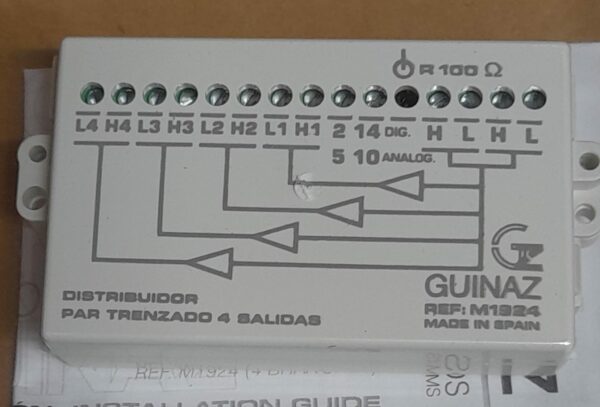 R 100 Ω
L4 H4 L3 H3 L2 H2 L1 H1 2 14 DIG. H L H L
5 10 ANALOG.
GUINAZ
REF: M1924
MADE IN SPAIN
DISTRIBUIDOR
PAR TRENZADO 4 SALIDAS
REF: M1924 (4
INSTALLATION GUIDE